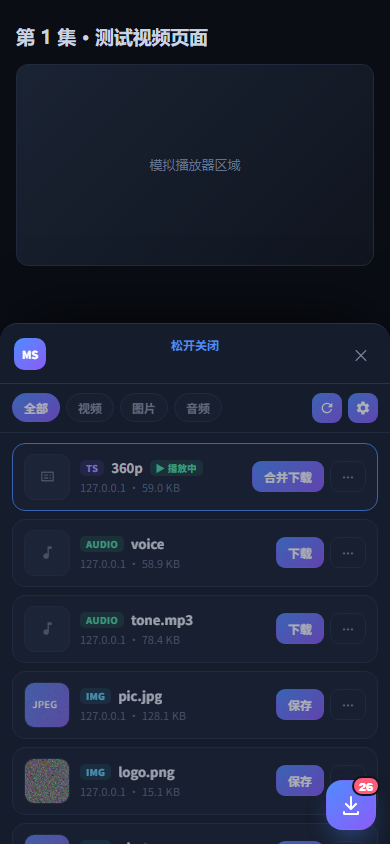 第 1 集 • 测试视频页面
模拟播放器区域
MS
松开关闭
全部
视频
图片
音频
TS 360p ▶ 播放中
127.0.0.1 • 59.0 KB
合并下载
AUDIO voice
127.0.0.1 • 58.9 KB
下载
AUDIO tone.mp3
127.0.0.1 • 78.4 KB
下载
JPEG
IMG pic.jpg
127.0.0.1 • 128.1 KB
保存
IMG logo.png
127.0.0.1 • 15.1 KB
保存
26